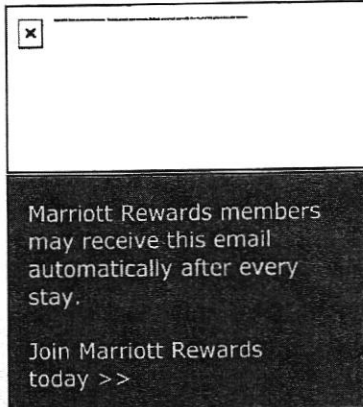 Marriott Rewards members
may receive this email
automatically after every
stay.
Join Marriott Rewards
today >>